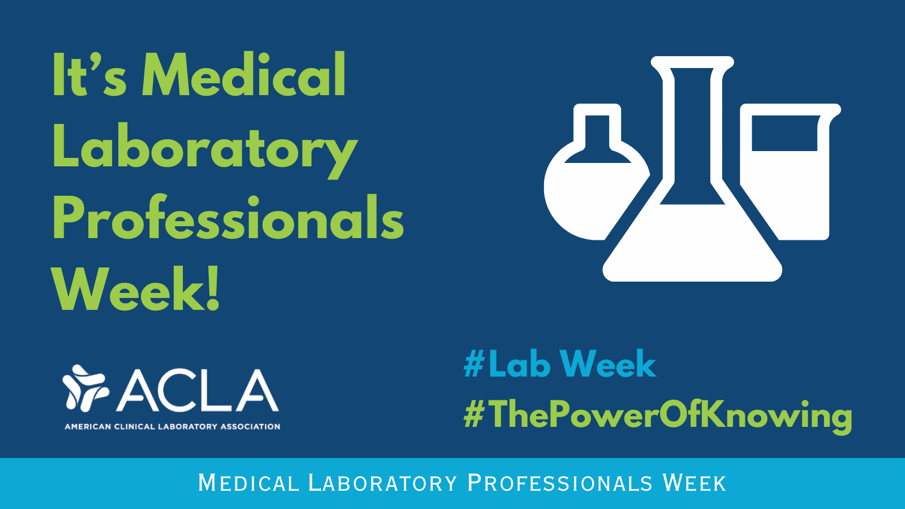 It’s Medical
Laboratory
Professionals
Week!
ACLA
AMERICAN CLINICAL LABORATORY ASSOCIATION
#Lab Week
#ThePowerOfKnowing
MEDICAL LABORATORY PROFESSIONALS WEEK